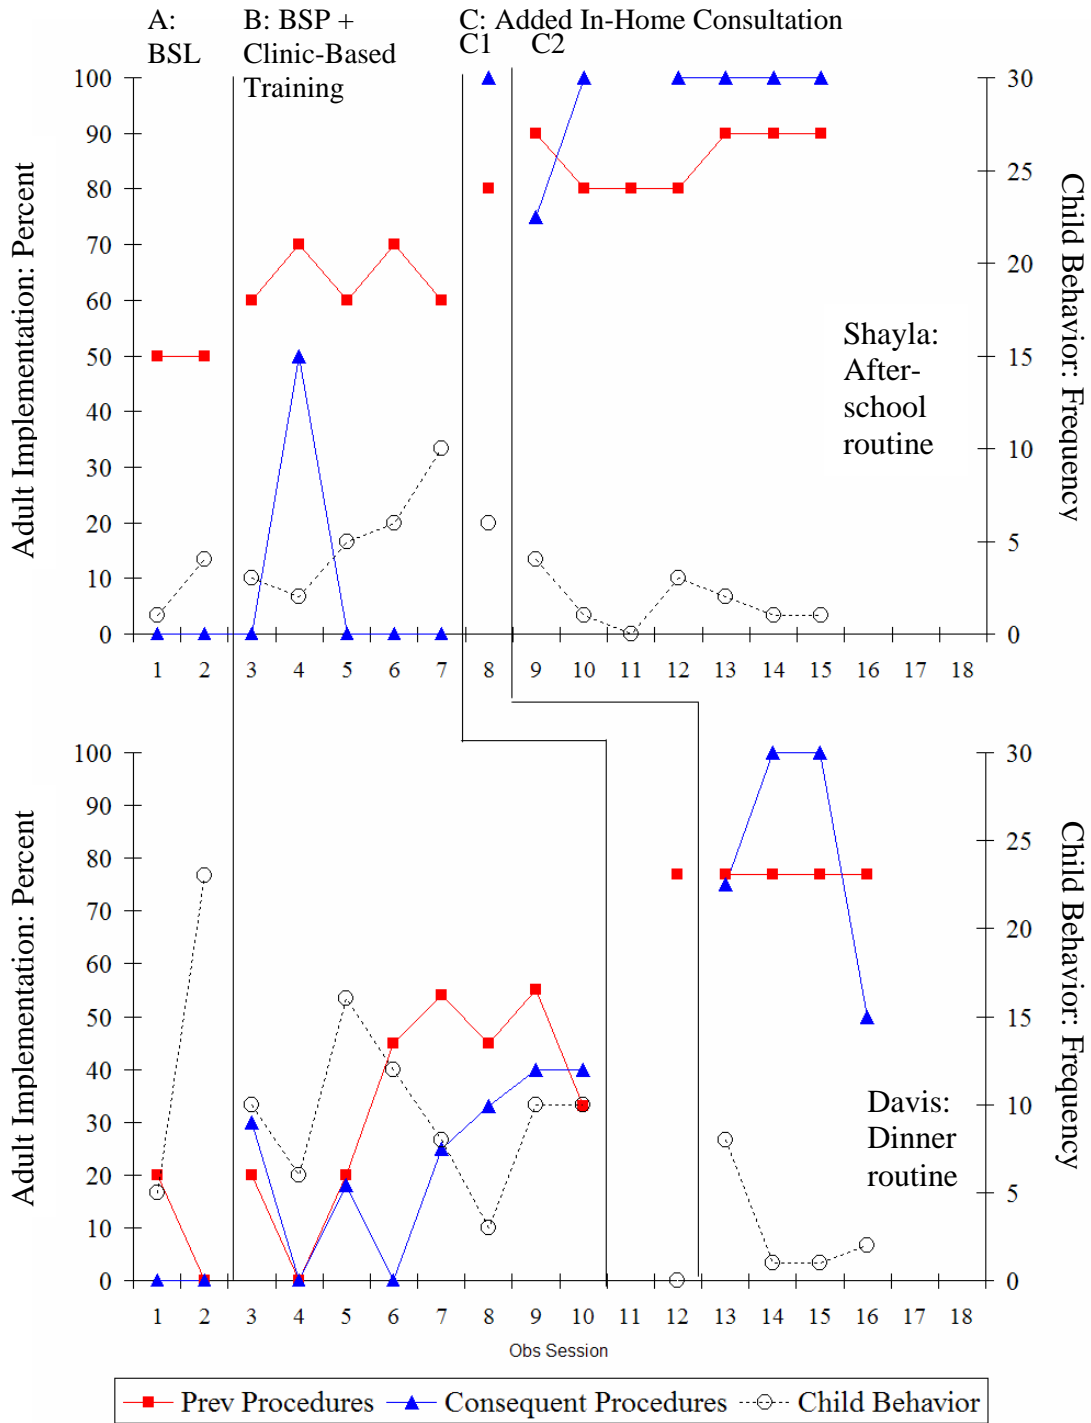 A:
BSL
B: BSP +
Clinic-Based
Training
C: Added In-Home Consultation
C1
C2
100
90
80
70
60
50
40
30
20
10
0
Adult Implementation: Percent
30
25
20
15
10
5
0
Child Behavior: Frequency
Shayla:
After-
school
routine
1 2 3 4 5 6 7 8 9 10 11 12 13 14 15 16 17 18
100
90
80
70
60
50
40
30
20
10
0
Adult Implementation: Percent
30
25
20
15
10
5
0
Child Behavior: Frequency
Davis:
Dinner
routine
1 2 3 4 5 6 7 8 9 10 11 12 13 14 15 16 17 18
Obs Session
Prev Procedures Consequent Procedures Child Behavior